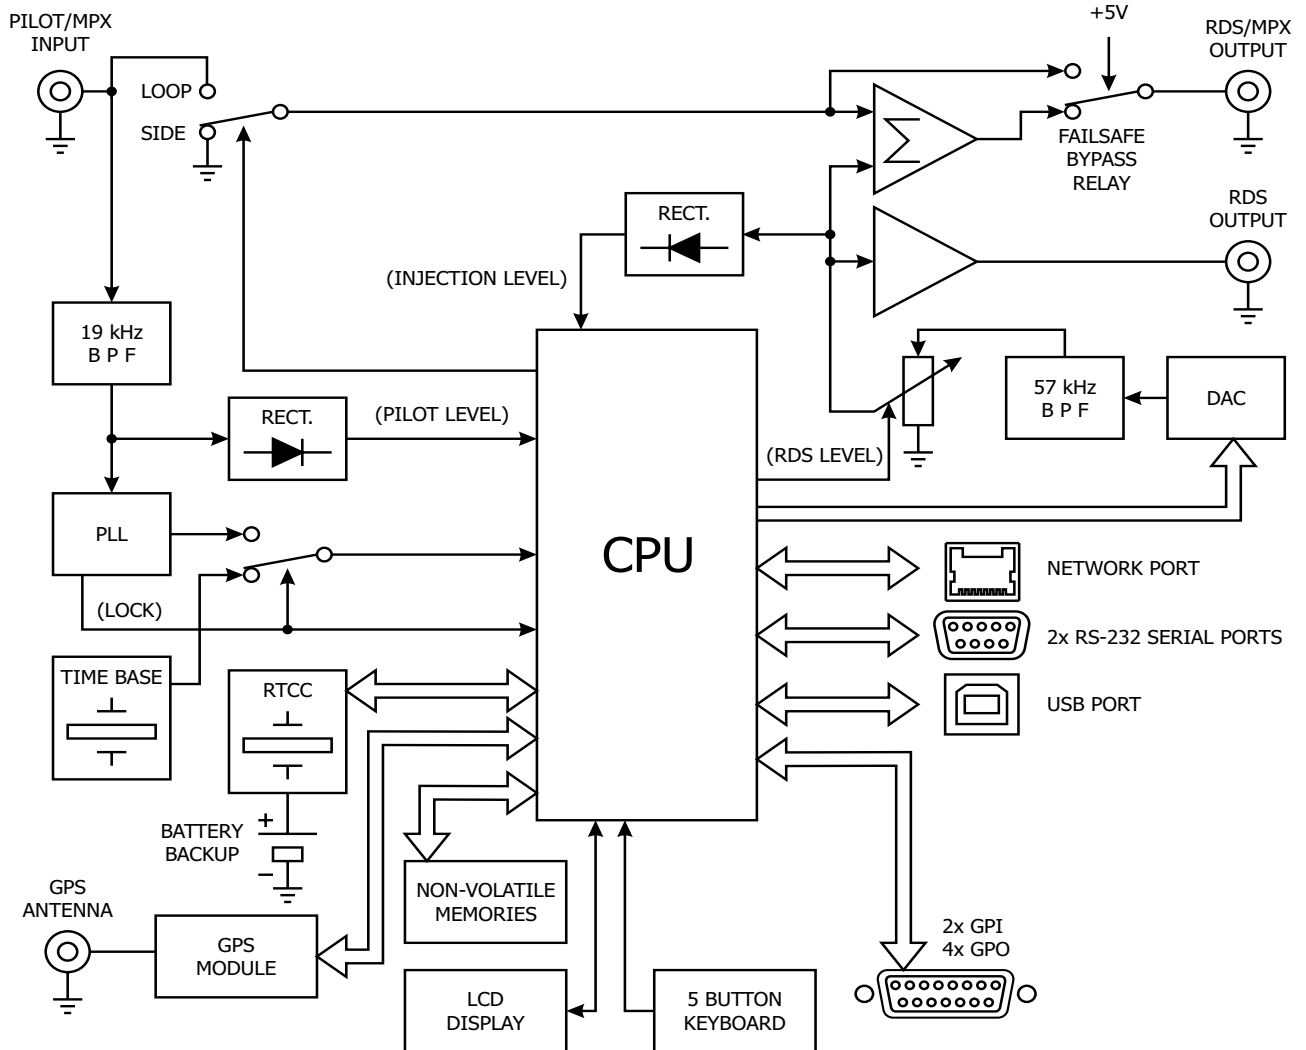 PILOT/MPX
INPUT
+5V
RDS/MPX
OUTPUT
LOOP
SIDE
Σ
FAILSAFE
BYPASS
RELAY
RECT.
RDS
OUTPUT
(INJECTION LEVEL)
19 kHz
B P F
RECT.
(PILOT LEVEL)
57 kHz
B P F
DAC
(RDS LEVEL)
PLL
CPU
NETWORK PORT
(LOCK)
2x RS-232 SERIAL PORTS
TIME BASE
RTCC
USB PORT
+
BATTERY
BACKUP
−
NON-VOLATILE
MEMORIES
GPS
ANTENNA
GPS
MODULE
2x GPI
4x GPO
LCD
DISPLAY
5 BUTTON
KEYBOARD